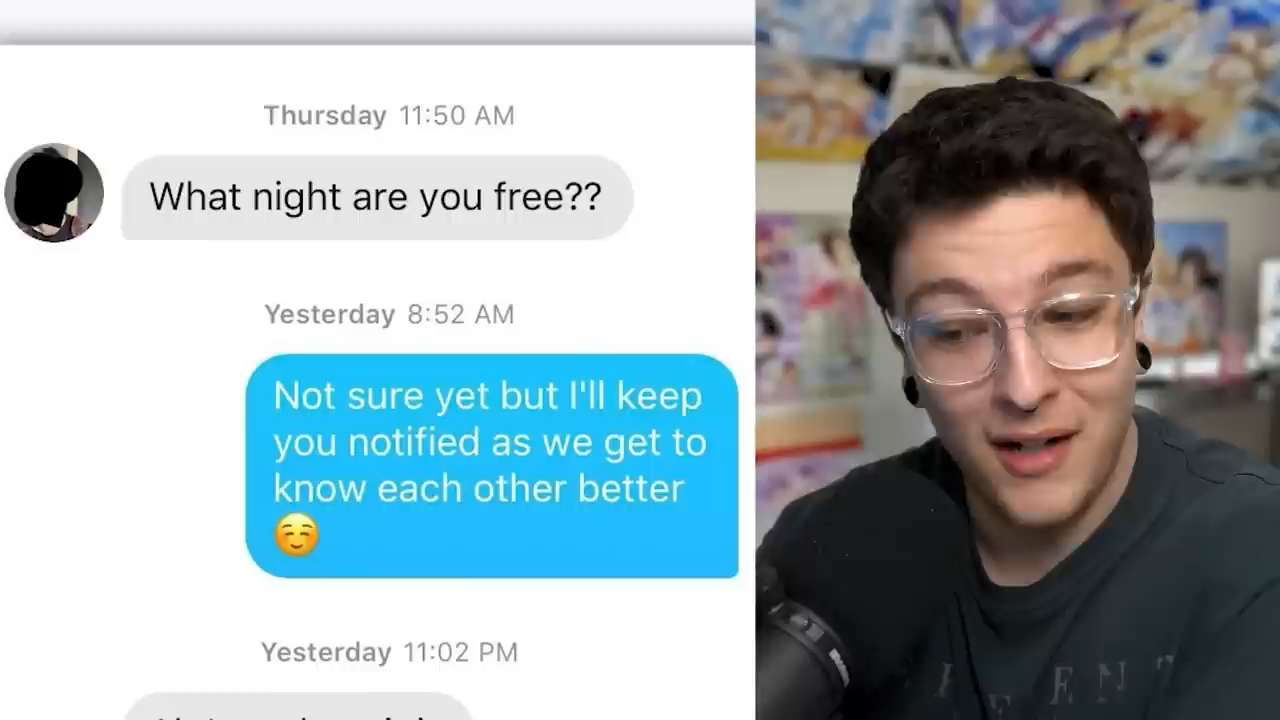 Thursday 11:50 AM
What night are you free??
Yesterday 8:52 AM
Not sure yet but I'll keep
you notified as we get to
know each other better
☺️
Yesterday 11:02 PM